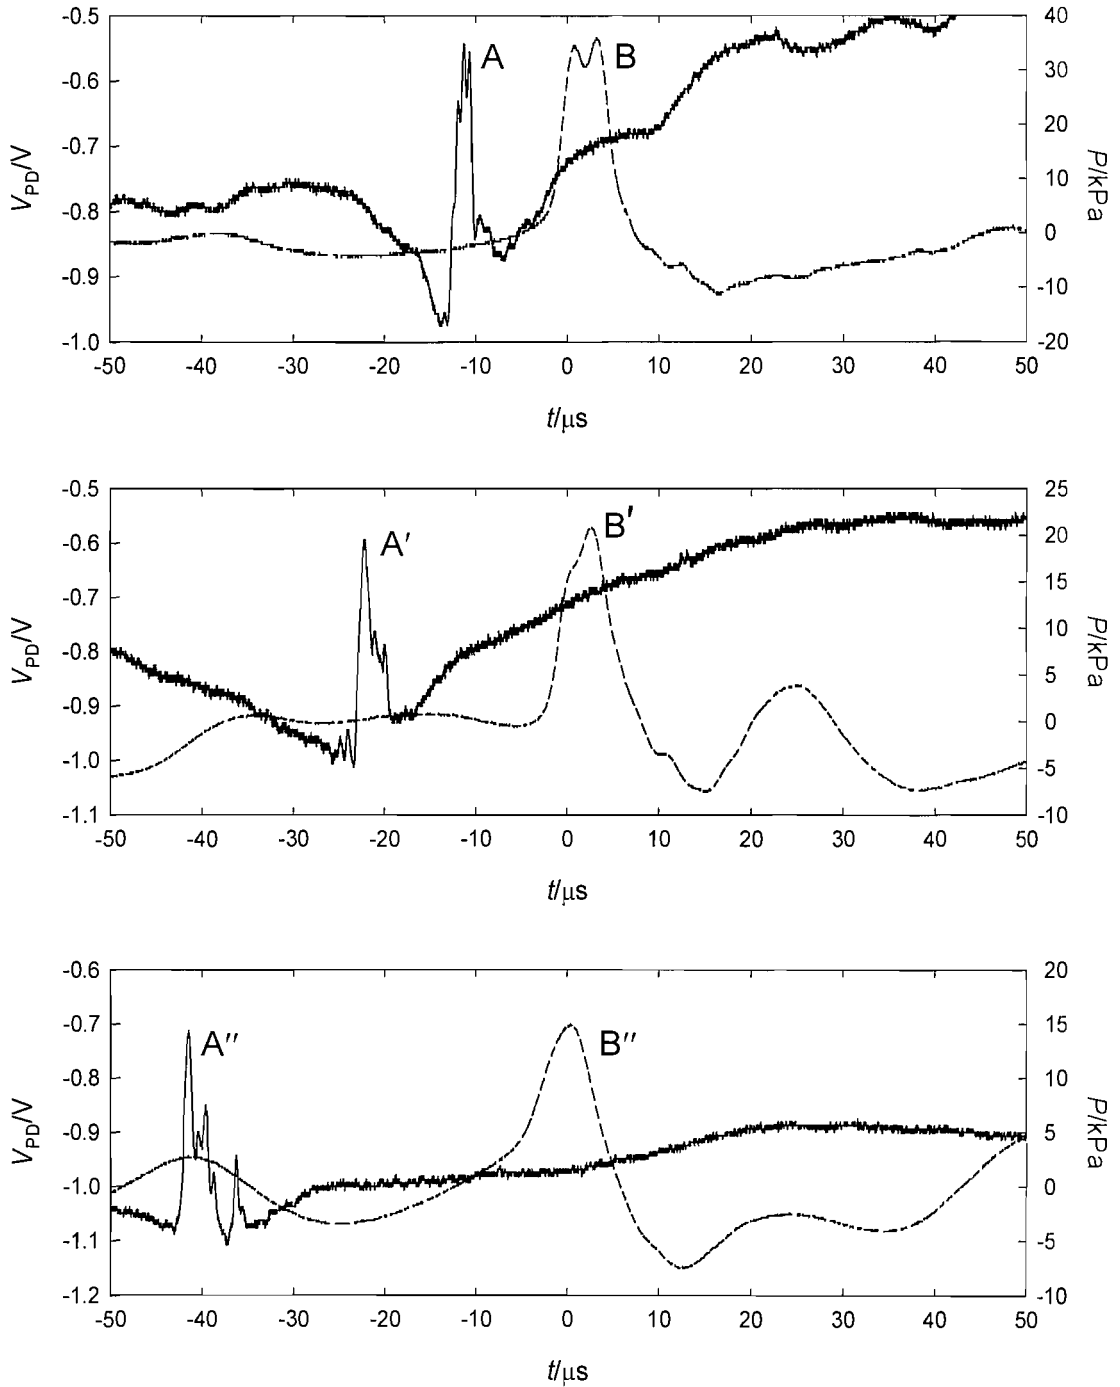 -0.5 40
A B
-0.6 30
-0.7 20
V_PD/V P/kPa
10
-0.8
0
-0.9 -10
-1.0 -20
-50 -40 -30 -20 -10 0 10 20 30 40 50
t/μs
-0.5 25
A′ B′
-0.6 20
15
-0.7
10
V_PD/V P/kPa
-0.8
5
-0.9
0
-1.0 -5
-1.1 -10
-50 -40 -30 -20 -10 0 10 20 30 40 50
t/μs
-0.6 20
-0.7 15
A″ B″
-0.8 10
V_PD/V P/kPa
-0.9 5
-1.0 0
-1.1 -5
-1.2 -10
-50 -40 -30 -20 -10 0 10 20 30 40 50
t/μs